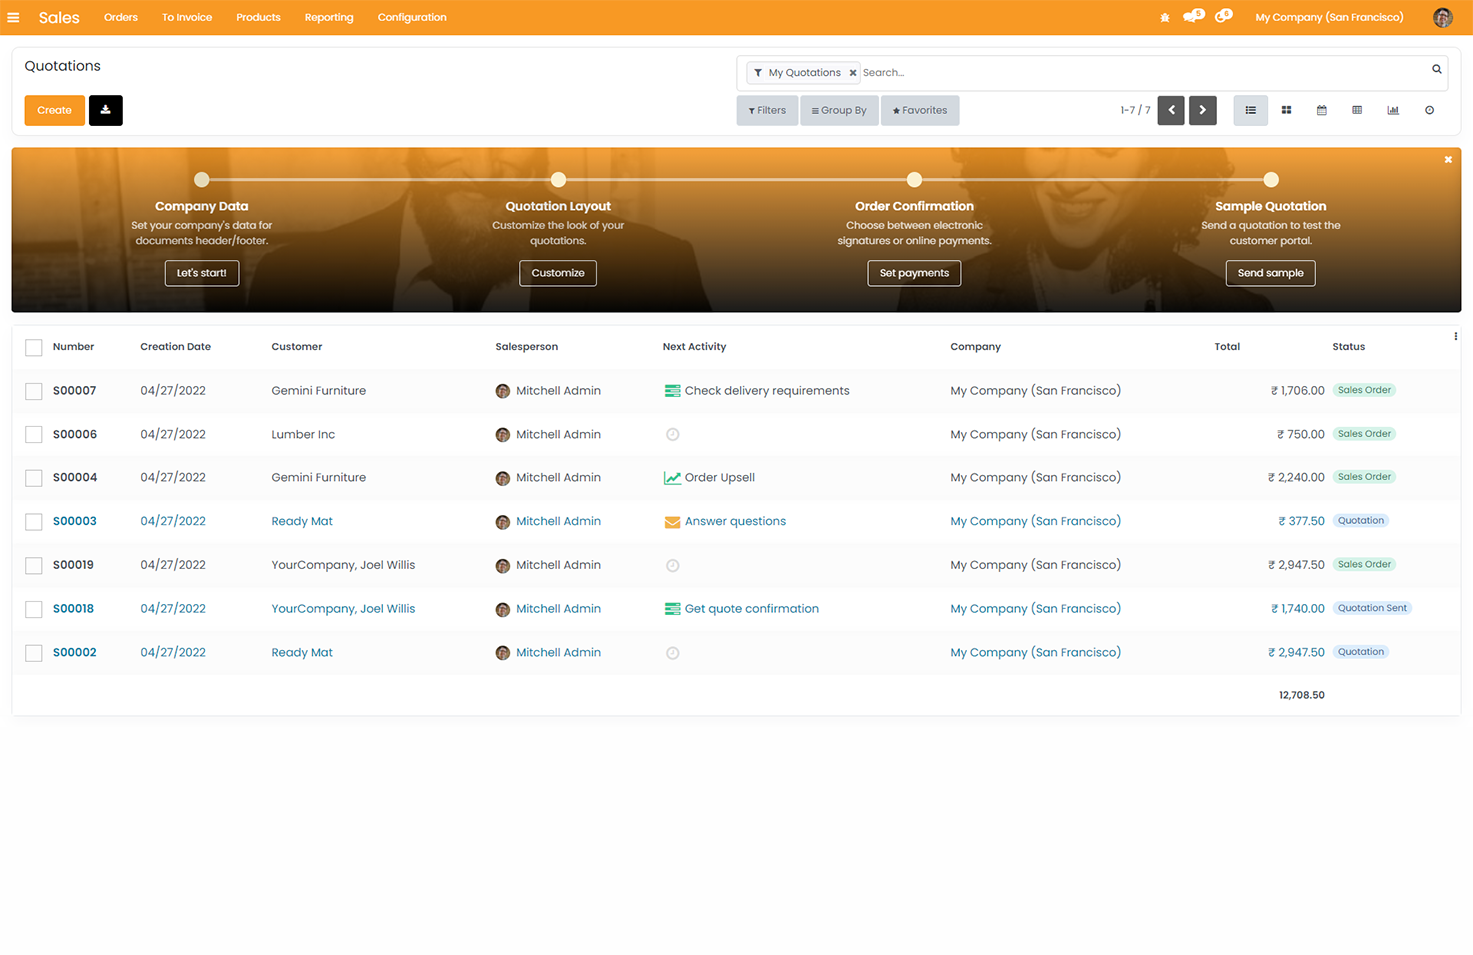 Sales Orders To Invoice Products Reporting Configuration 5 6 My Company (San Francisco)
Quotations
My Quotations Search...
Create
Filters Group By Favorites 1-7 / 7
Company Data Quotation Layout Order Confirmation Sample Quotation
Set your company's data for Customize the look of your Choose between electronic Send a quotation to test the
documents header/footer. quotations. signatures or online payments. customer portal.
Let's start! Customize Set payments Send sample
Number Creation Date Customer Salesperson Next Activity Company Total Status
S00007 04/27/2022 Gemini Furniture Mitchell Admin Check delivery requirements My Company (San Francisco) ₹ 1,706.00 Sales Order
S00006 04/27/2022 Lumber Inc Mitchell Admin My Company (San Francisco) ₹ 750.00 Sales Order
S00004 04/27/2022 Gemini Furniture Mitchell Admin Order Upsell My Company (San Francisco) ₹ 2,240.00 Sales Order
S00003 04/27/2022 Ready Mat Mitchell Admin Answer questions My Company (San Francisco) ₹ 377.50 Quotation
S00019 04/27/2022 YourCompany, Joel Willis Mitchell Admin My Company (San Francisco) ₹ 2,947.50 Sales Order
S00018 04/27/2022 YourCompany, Joel Willis Mitchell Admin Get quote confirmation My Company (San Francisco) ₹ 1,740.00 Quotation Sent
S00002 04/27/2022 Ready Mat Mitchell Admin My Company (San Francisco) ₹ 2,947.50 Quotation
12,708.50